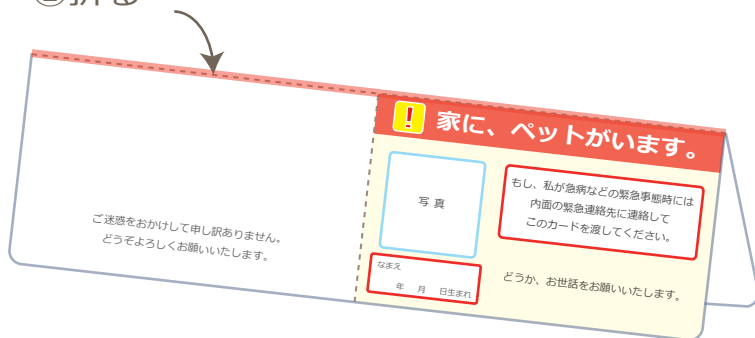 折る
! 家に、ペットがいます。
写真
もし、私が急病などの緊急事態時には
内面の緊急連絡先に連絡して
このカードを渡してください。
なまえ
年 月 日生まれ
どうか、お世話をお願いいたします。
ご迷惑をおかけして申し訳ありません。
どうぞよろしくお願いいたします。